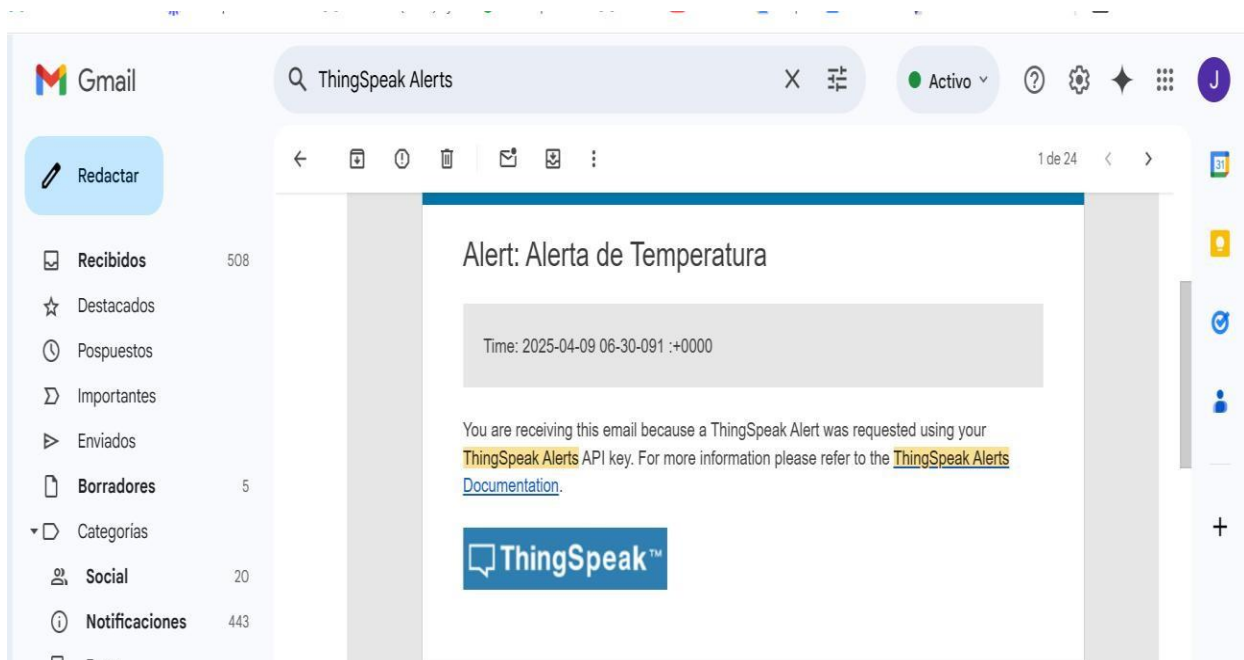 Gmail
ThingSpeak Alerts
Activo
J
Redactar
1 de 24
31
Recibidos 508
Destacados
Pospuestos
Importantes
Enviados
Borradores 5
Categorías
Social 20
Notificaciones 443
Alert: Alerta de Temperatura
Time: 2025-04-09 06-30-091 :+0000
You are receiving this email because a ThingSpeak Alert was requested using your
ThingSpeak Alerts API key. For more information please refer to the ThingSpeak Alerts
Documentation.
ThingSpeak™